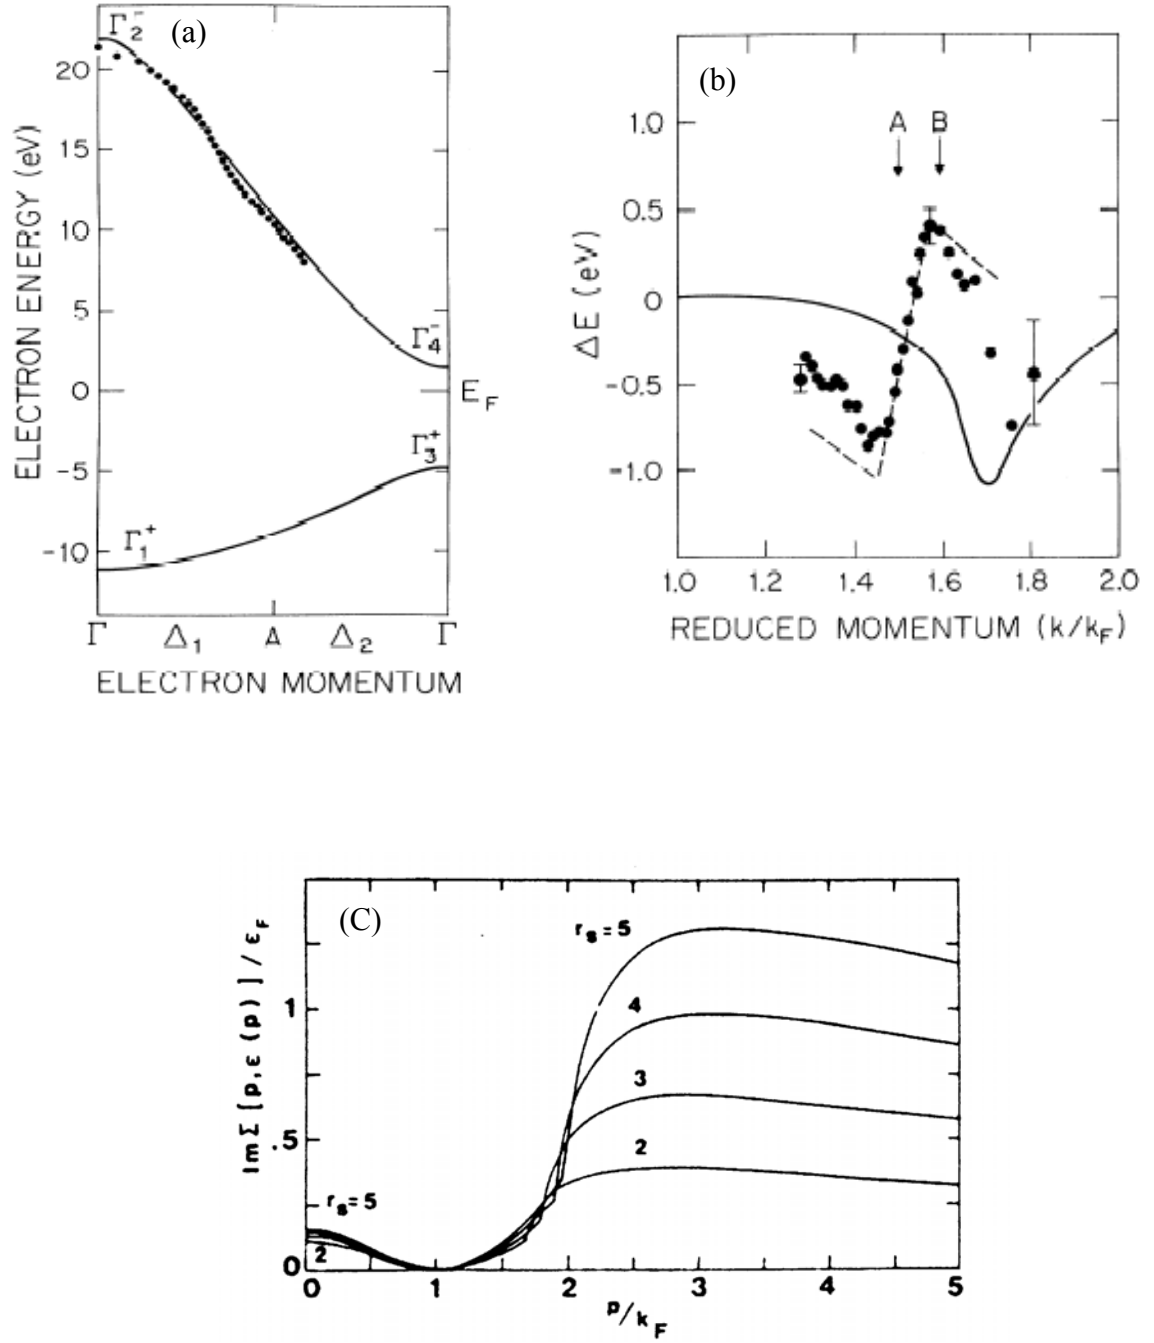 (a)
Γ₂⁻
20
15
10
5
0
-5
-10
ELECTRON ENERGY (eV)
Γ₄⁻
E_F
Γ₃⁺
Γ₁⁺
Γ Δ₁ A Δ₂ Γ
ELECTRON MOMENTUM
(b)
A B
1.0
0.5
0
-0.5
-1.0
ΔE (eV)
1.0 1.2 1.4 1.6 1.8 2.0
REDUCED MOMENTUM (k/k_F)
(C)
r_s=5
4
3
2
r_s=5
2
1
.5
0
Im Σ [p, ε (p) ] / ε_F
0 1 2 3 4 5
p/k_F